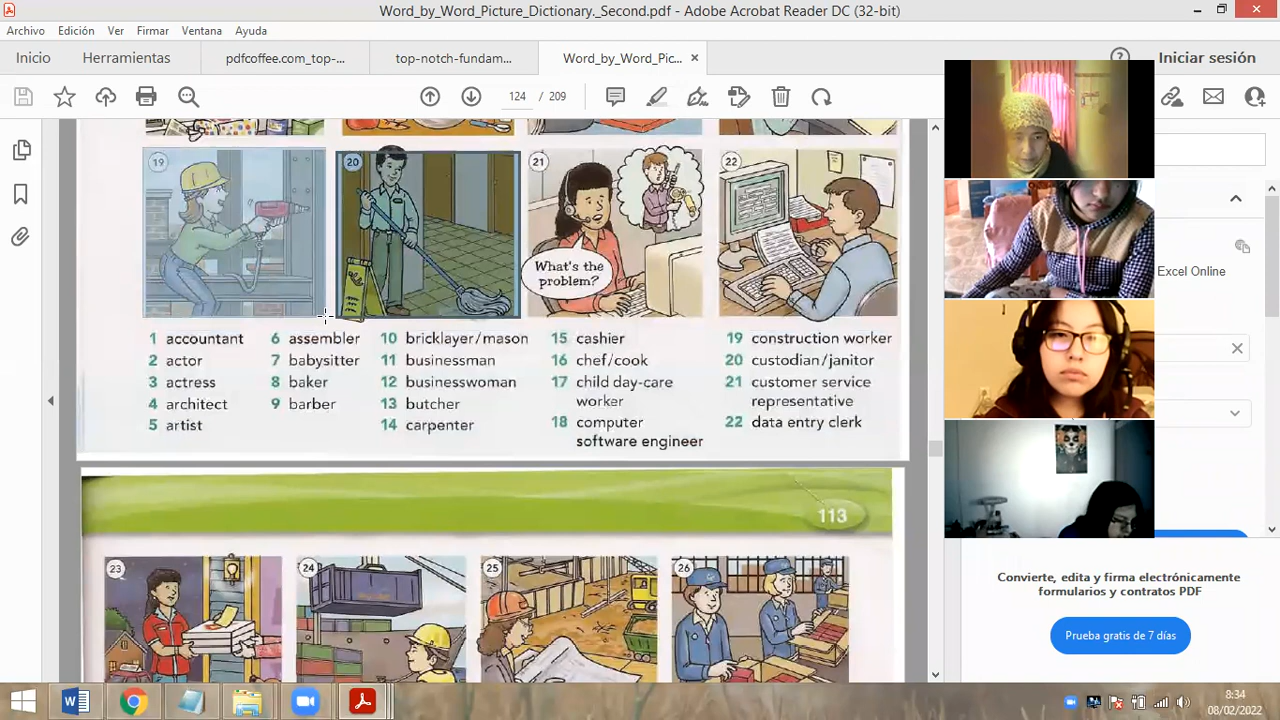 Word_by_Word_Picture_Dictionary._Second.pdf - Adobe Acrobat Reader DC (32-bit)
Archivo Edición Ver Firmar Ventana Ayuda
Inicio Herramientas pdfcoffee.com_top-... top-notch-fundam... Word_by_Word_Pic... Iniciar sesión
124 / 209
19 20 21 22
What's the
problem?
Excel Online
1 accountant
2 actor
3 actress
4 architect
5 artist
6 assembler
7 babysitter
8 baker
9 barber
10 bricklayer/mason
11 businessman
12 businesswoman
13 butcher
14 carpenter
15 cashier
16 chef/cook
17 child day-care
worker
18 computer
software engineer
19 construction worker
20 custodian/janitor
21 customer service
representative
22 data entry clerk
113
23 24 25 26
Convierte, edita y firma electrónicamente
formularios y contratos PDF
Prueba gratis de 7 días
8:34
08/02/2022